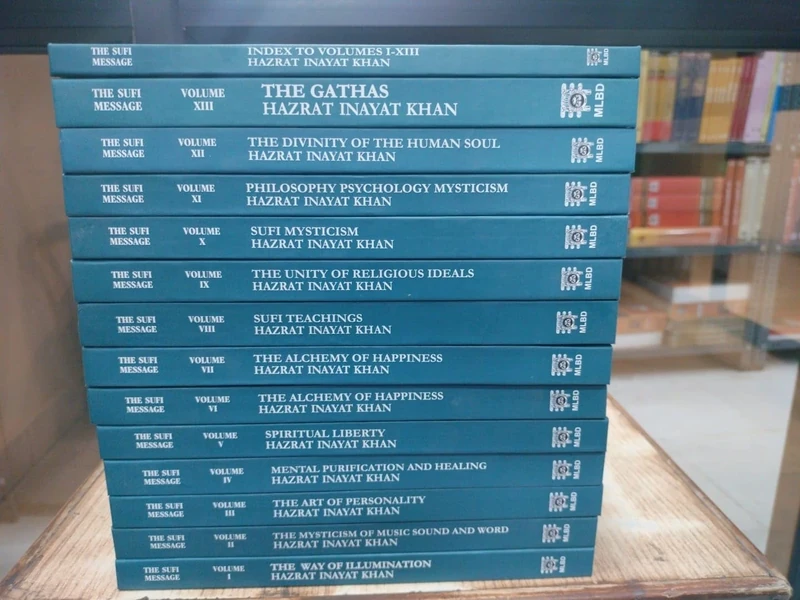 THE SUFI MESSAGE INDEX TO VOLUMES I-XIII HAZRAT INAYAT KHAN MLBD
THE SUFI MESSAGE VOLUME XIII THE GATHAS HAZRAT INAYAT KHAN MLBD
THE SUFI MESSAGE VOLUME XII THE DIVINITY OF THE HUMAN SOUL HAZRAT INAYAT KHAN MLBD
THE SUFI MESSAGE VOLUME XI PHILOSOPHY PSYCHOLOGY MYSTICISM HAZRAT INAYAT KHAN MLBD
THE SUFI MESSAGE VOLUME X SUFI MYSTICISM HAZRAT INAYAT KHAN MLBD
THE SUFI MESSAGE VOLUME IX THE UNITY OF RELIGIOUS IDEALS HAZRAT INAYAT KHAN MLBD
THE SUFI MESSAGE VOLUME VIII SUFI TEACHINGS HAZRAT INAYAT KHAN MLBD
THE SUFI MESSAGE VOLUME VII THE ALCHEMY OF HAPPINESS HAZRAT INAYAT KHAN MLBD
THE SUFI MESSAGE VOLUME VI THE ALCHEMY OF HAPPINESS HAZRAT INAYAT KHAN MLBD
THE SUFI MESSAGE VOLUME V SPIRITUAL LIBERTY HAZRAT INAYAT KHAN MLBD
THE SUFI MESSAGE VOLUME IV MENTAL PURIFICATION AND HEALING HAZRAT INAYAT KHAN MLBD
THE SUFI MESSAGE VOLUME III THE ART OF PERSONALITY HAZRAT INAYAT KHAN MLBD
THE SUFI MESSAGE VOLUME II THE MYSTICISM OF MUSIC SOUND AND WORD HAZRAT INAYAT KHAN MLBD
THE SUFI MESSAGE VOLUME I THE WAY OF ILLUMINATION HAZRAT INAYAT KHAN MLBD